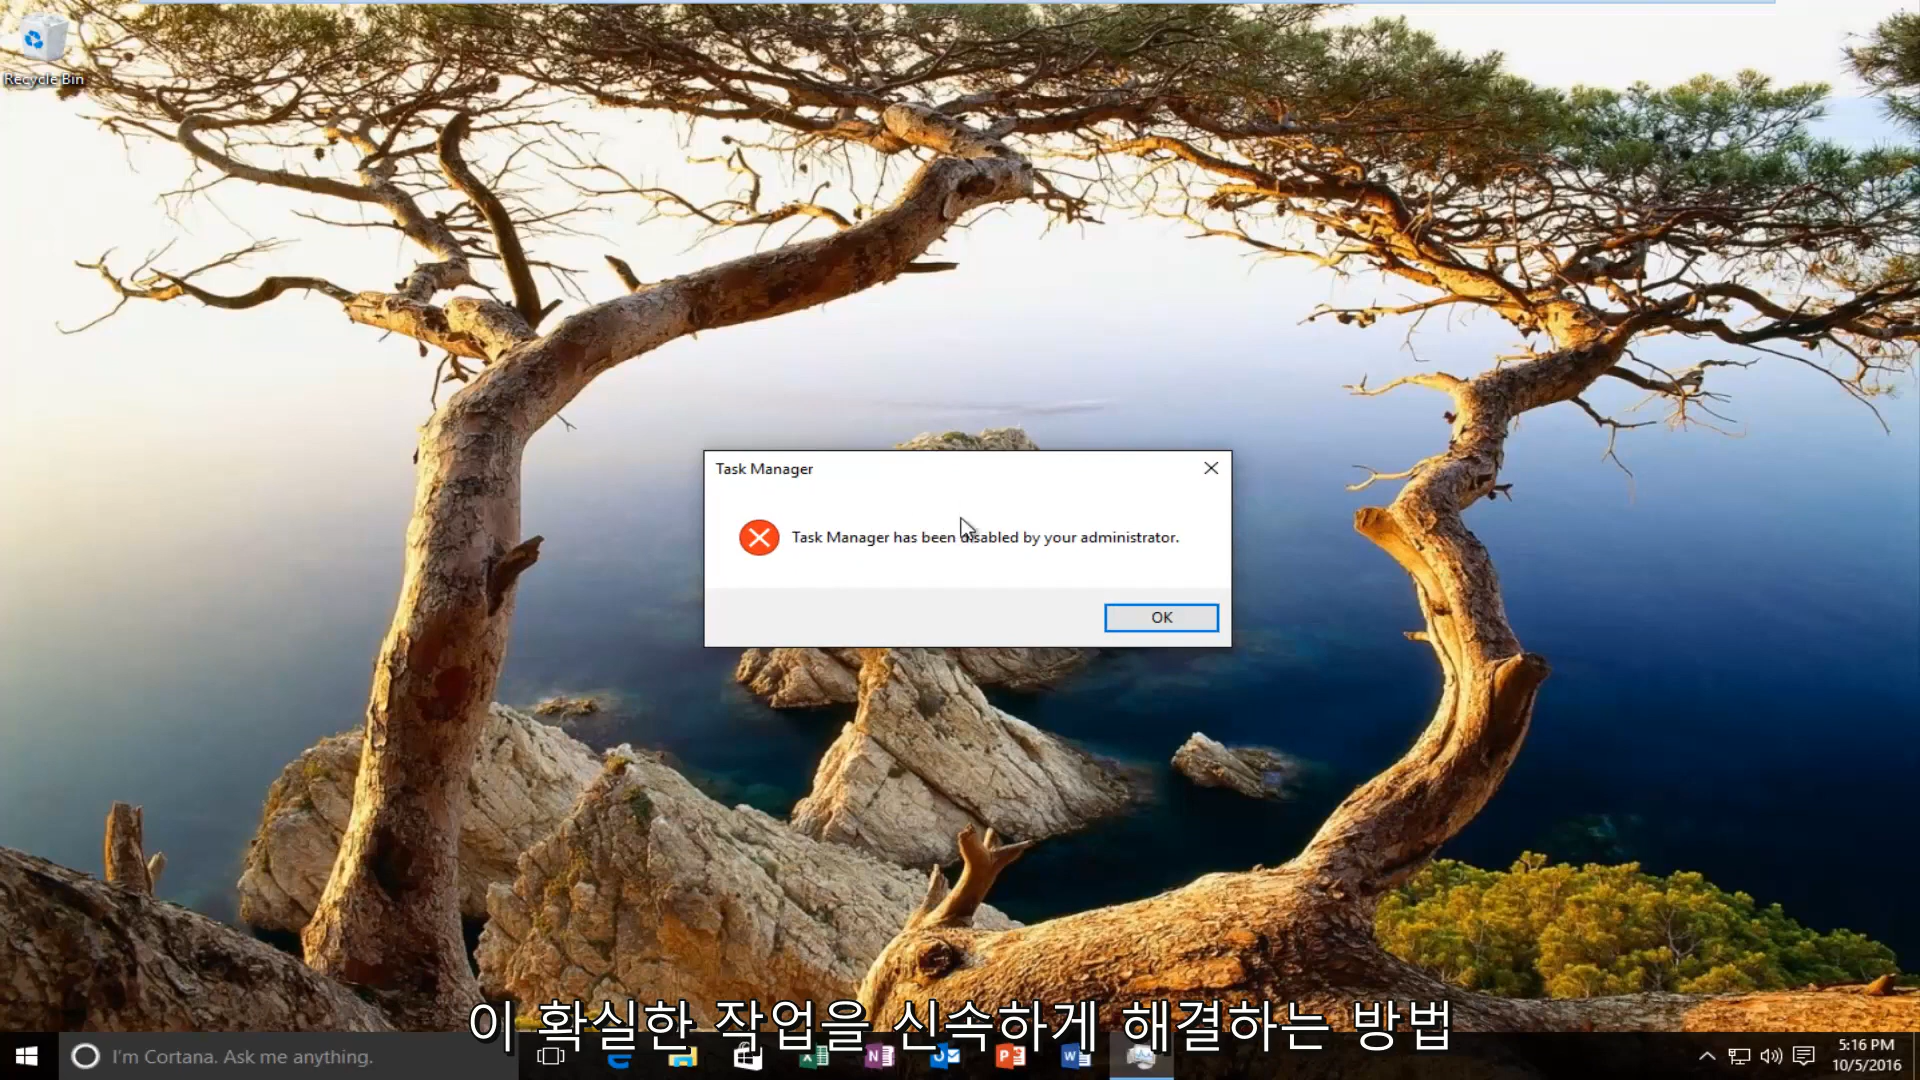 Recycle Bin
Task Manager
Task Manager has been disabled by your administrator.
OK
이 확실한 작업을 신속하게 해결하는 방법
I'm Cortana. Ask me anything.
5:16 PM
10/5/2016